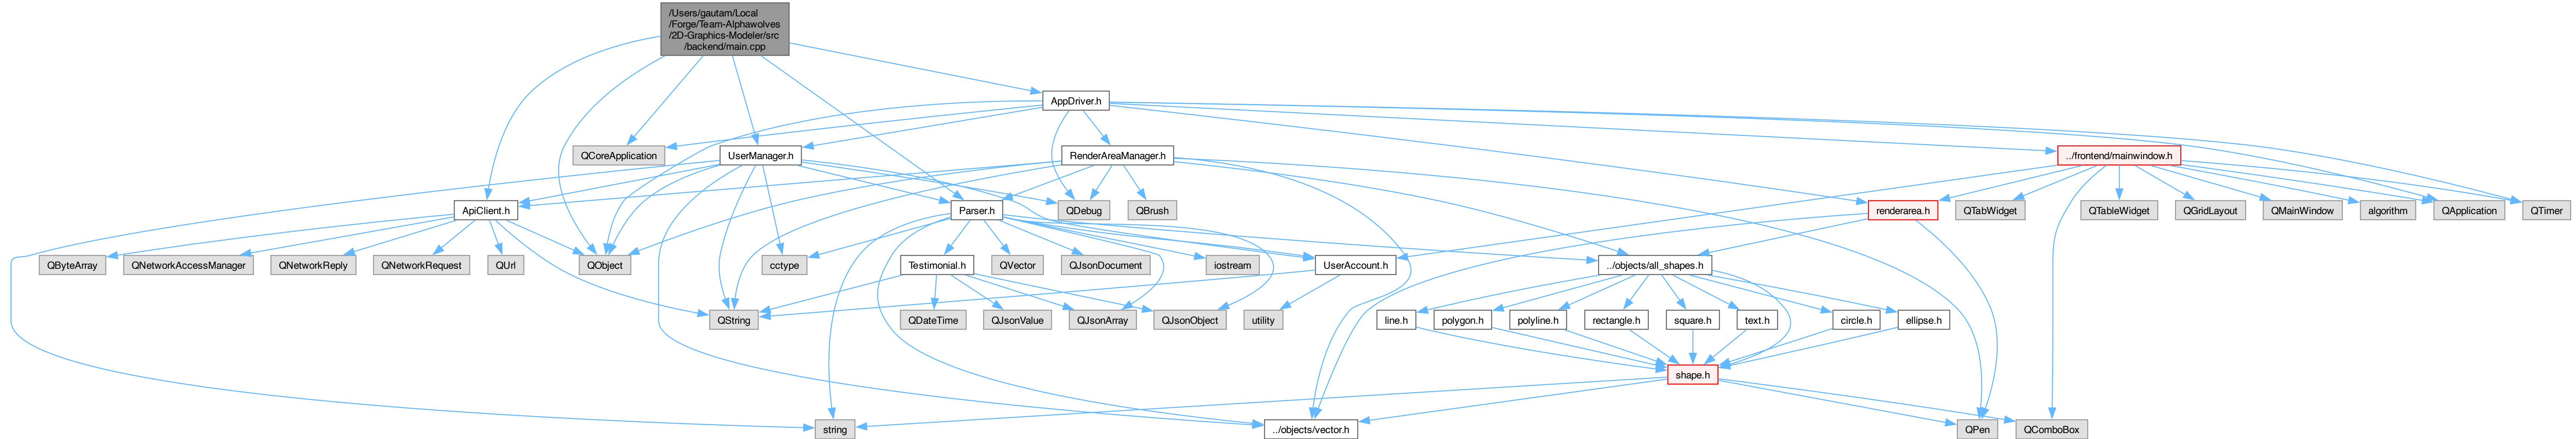 /Users/gautam/Local
/Forge/Team-Alphawolves
/2D-Graphics-Modeler/src
/backend/main.cpp
AppDriver.h
QCoreApplication
UserManager.h
RenderAreaManager.h
../frontend/mainwindow.h
ApiClient.h
Parser.h
QDebug
QBrush
renderarea.h
QTabWidget
QTableWidget
QGridLayout
QMainWindow
algorithm
QApplication
QTimer
QByteArray
QNetworkAccessManager
QNetworkReply
QNetworkRequest
QUrl
QObject
cctype
Testimonial.h
QVector
QJsonDocument
iostream
UserAccount.h
../objects/all_shapes.h
QString
QDateTime
QJsonValue
QJsonArray
QJsonObject
utility
line.h
polygon.h
polyline.h
rectangle.h
square.h
text.h
circle.h
ellipse.h
shape.h
string
../objects/vector.h
QPen
QComboBox